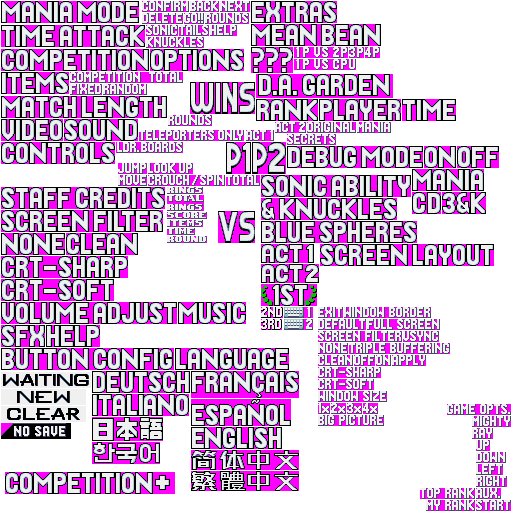 MANIA MODE
CONFIRM BACK NEXT
DELETE GO! ROUNDS
EXTRAS
TIME ATTACK
SONIC TAILS HELP
KNUCKLES
MEAN BEAN
COMPETITION OPTIONS
???
1P VS 2P 3P 4P
1P VS CPU
ITEMS
COMPETITION TOTAL
FIXED RANDOM
WINS
D.A. GARDEN
MATCH LENGTH
RANK PLAYER TIME
ROUNDS
VIDEO SOUND
TELEPORTERS ONLY ACT 1
ACT 2 ORIGINAL MANIA
SECRETS
CONTROLS
LDR. BOARDS
P1 P2
DEBUG MODE ON OFF
JUMP LOOK UP
MOVE CROUCH / SPIN TOTAL
SONIC ABILITY
MANIA
STAFF CREDITS
RINGS
TOTAL
RINGS
SCORE
ITEMS
TIME
ROUND
& KNUCKLES
CD 3&K
SCREEN FILTER
VS
BLUE SPHERES
NONE CLEAN
ACT 1 SCREEN LAYOUT
CRT-SHARP
ACT 2
CRT-SOFT
1ST
VOLUME ADJUST MUSIC
2ND 1
3RD 2
EXIT WINDOW BORDER
DEFAULT FULL SCREEN
SFX HELP
SCREEN FILTER VSYNC
NONE TRIPLE BUFFERING
BUTTON CONFIG LANGUAGE
CLEAN OFF ON APPLY
CRT-SHARP
CRT-SOFT
WINDOW SIZE
1x 2x 3x 4x
BIG PICTURE
WAITING
NEW
CLEAR
NO SAVE
DEUTSCH FRANÇAIS
ITALIANO
ESPAÑOL
日本語
ENGLISH
한국어
简体中文
繁體中文
COMPETITION +
GAME OPTS.
MIGHTY
RAY
UP
DOWN
LEFT
RIGHT
TOP RANK AUX.
MY RANK START